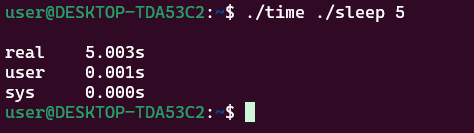 user@DESKTOP-TDA53C2:~$ ./time ./sleep 5

real    5.003s
user    0.001s
sys     0.000s
user@DESKTOP-TDA53C2:~$